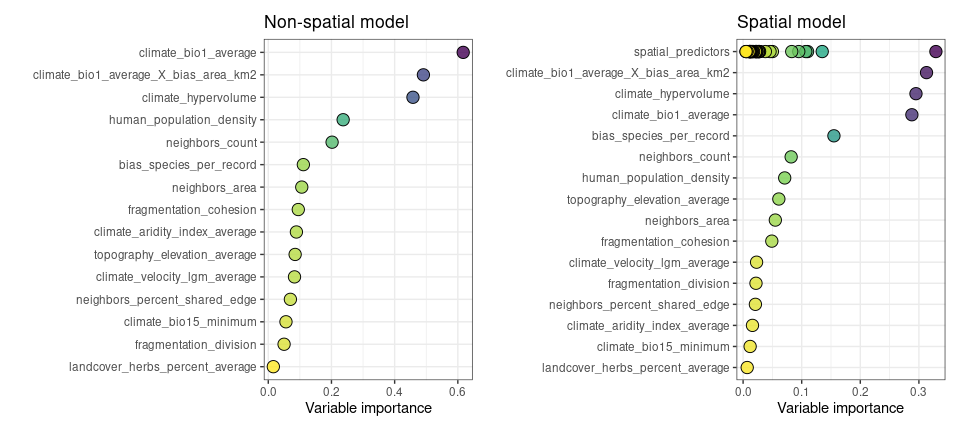 Non-spatial model
climate_bio1_average
climate_bio1_average_X_bias_area_km2
climate_hypervolume
human_population_density
neighbors_count
bias_species_per_record
neighbors_area
fragmentation_cohesion
climate_aridity_index_average
topography_elevation_average
climate_velocity_lgm_average
neighbors_percent_shared_edge
climate_bio15_minimum
fragmentation_division
landcover_herbs_percent_average
0.0 0.2 0.4 0.6
Variable importance
Spatial model
spatial_predictors
climate_bio1_average_X_bias_area_km2
climate_hypervolume
climate_bio1_average
bias_species_per_record
neighbors_count
human_population_density
topography_elevation_average
neighbors_area
fragmentation_cohesion
climate_velocity_lgm_average
fragmentation_division
neighbors_percent_shared_edge
climate_aridity_index_average
climate_bio15_minimum
landcover_herbs_percent_average
0.0 0.1 0.2 0.3
Variable importance